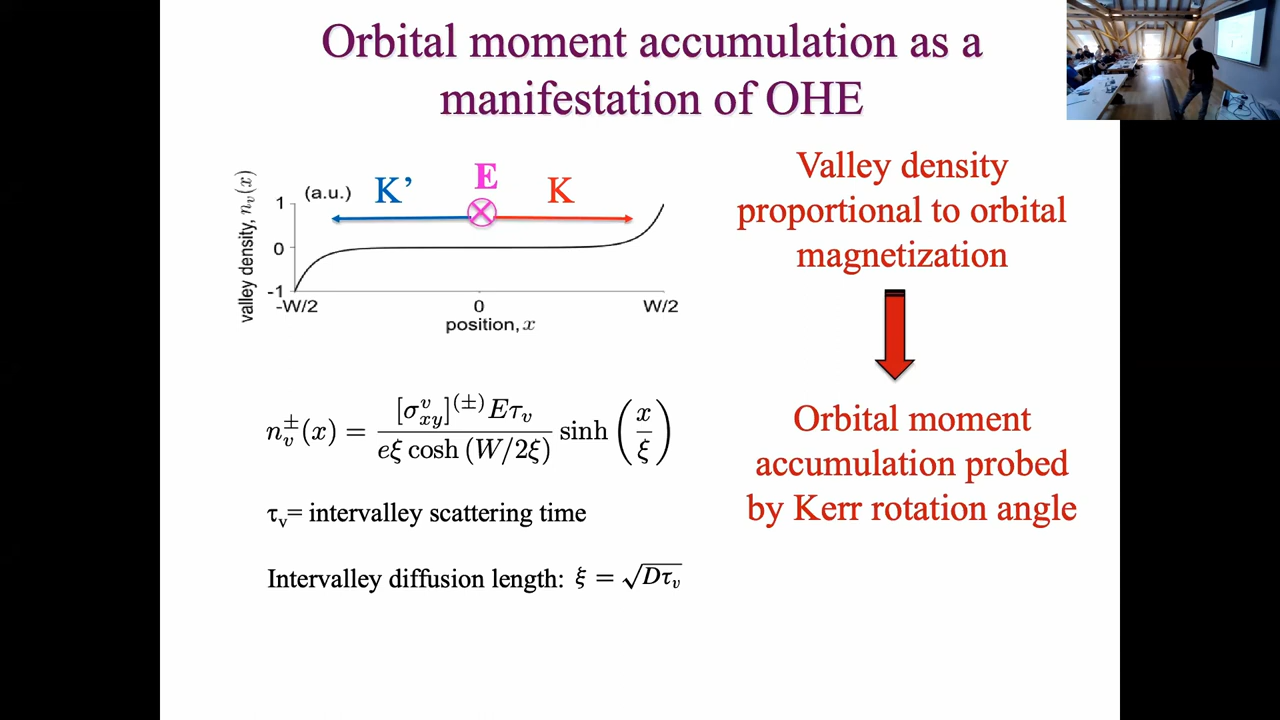 Orbital moment accumulation as a
manifestation of OHE
valley density, n_v(x)
(a.u.)
K’
E
K
1
0
-1
-W/2
0
W/2
position, x
Valley density
proportional to orbital
magnetization
n_v^±(x) = [σ_xy^v]^(±) E τ_v / (eξ cosh (W/2ξ)) sinh (x/ξ)
τ_v= intervalley scattering time
Intervalley diffusion length: ξ = √Dτ_v
Orbital moment
accumulation probed
by Kerr rotation angle